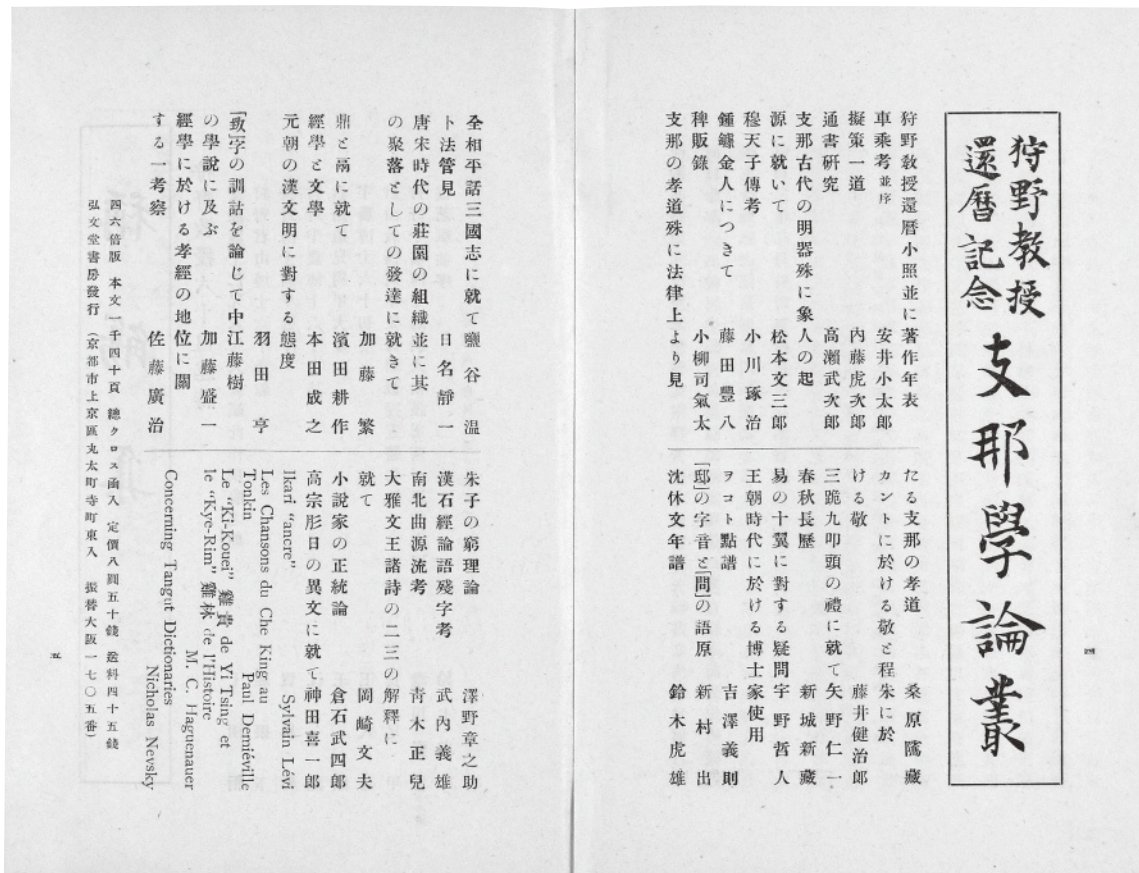 狩野教授
還曆記念
支那學論叢
狩野教授還曆小照並に著作年表
車乘考並序 安井小太郎
擬策一道 內藤虎次郎
通書硏究 高瀨武次郎
支那古代の明器殊に象人の起
源に就いて 松本文三郎
穆天子傳考 小川琢治
鍾鐻金人につきて 藤田豐八
稗販錄 小柳司氣太
支那の孝道殊に法律上より見
たる支那の孝道 桑原隲藏
カントに於ける敬と程朱に於
ける敬 藤井健治郎
三跪九叩頭の禮に就て 矢野仁一
春秋長曆 新城新藏
易の十翼に對する疑問 宇野哲人
王朝時代に於ける博士家使用
ヲコト點譜 吉澤義則
「邸」の字音と「問」の語原 新村出
沈休文年譜 鈴木虎雄
四
全相平話三國志に就て 鹽谷溫
卜法管見 日名靜一
唐宋時代の莊園の組織並に其
の聚落としての發達に就きて 加藤繁
鼎と鬲に就て 濱田耕作
經學と文學 本田成之
元朝の漢文明に對する態度 羽田亨
「致」字の訓詁を論じて中江藤樹
の學說に及ぶ 加藤盛一
經學に於ける孝經の地位に關
する一考察 佐藤廣治
朱子の窮理論 澤野章之助
漢石經論語殘字考 武內義雄
南北曲源流考 靑木正兒
大雅文王諸詩の二三の解釋に
就て 岡崎文夫
小說家の正統論 倉石武四郎
高宗肜日の異文に就て 神田喜一郎
Ikari “ancre” Sylvain Lévi
Les Chansons du Che King au
Tonkin Paul Demiéville
Le “Ki-Kouei” 雞貴 de Yi Tsing et
le “Kye-Rim” 雞林 de l'Histoire
M. C. Haguenauer
Concerning Tangut Dictionaries
Nicholas Nevsky
四六倍版 本文一千四十頁 總クロス函入 定價八圓五十錢 送料四十五錢
弘文堂書房發行 (京都市上京區丸太町寺町東入 振替大阪一七〇五番)
五